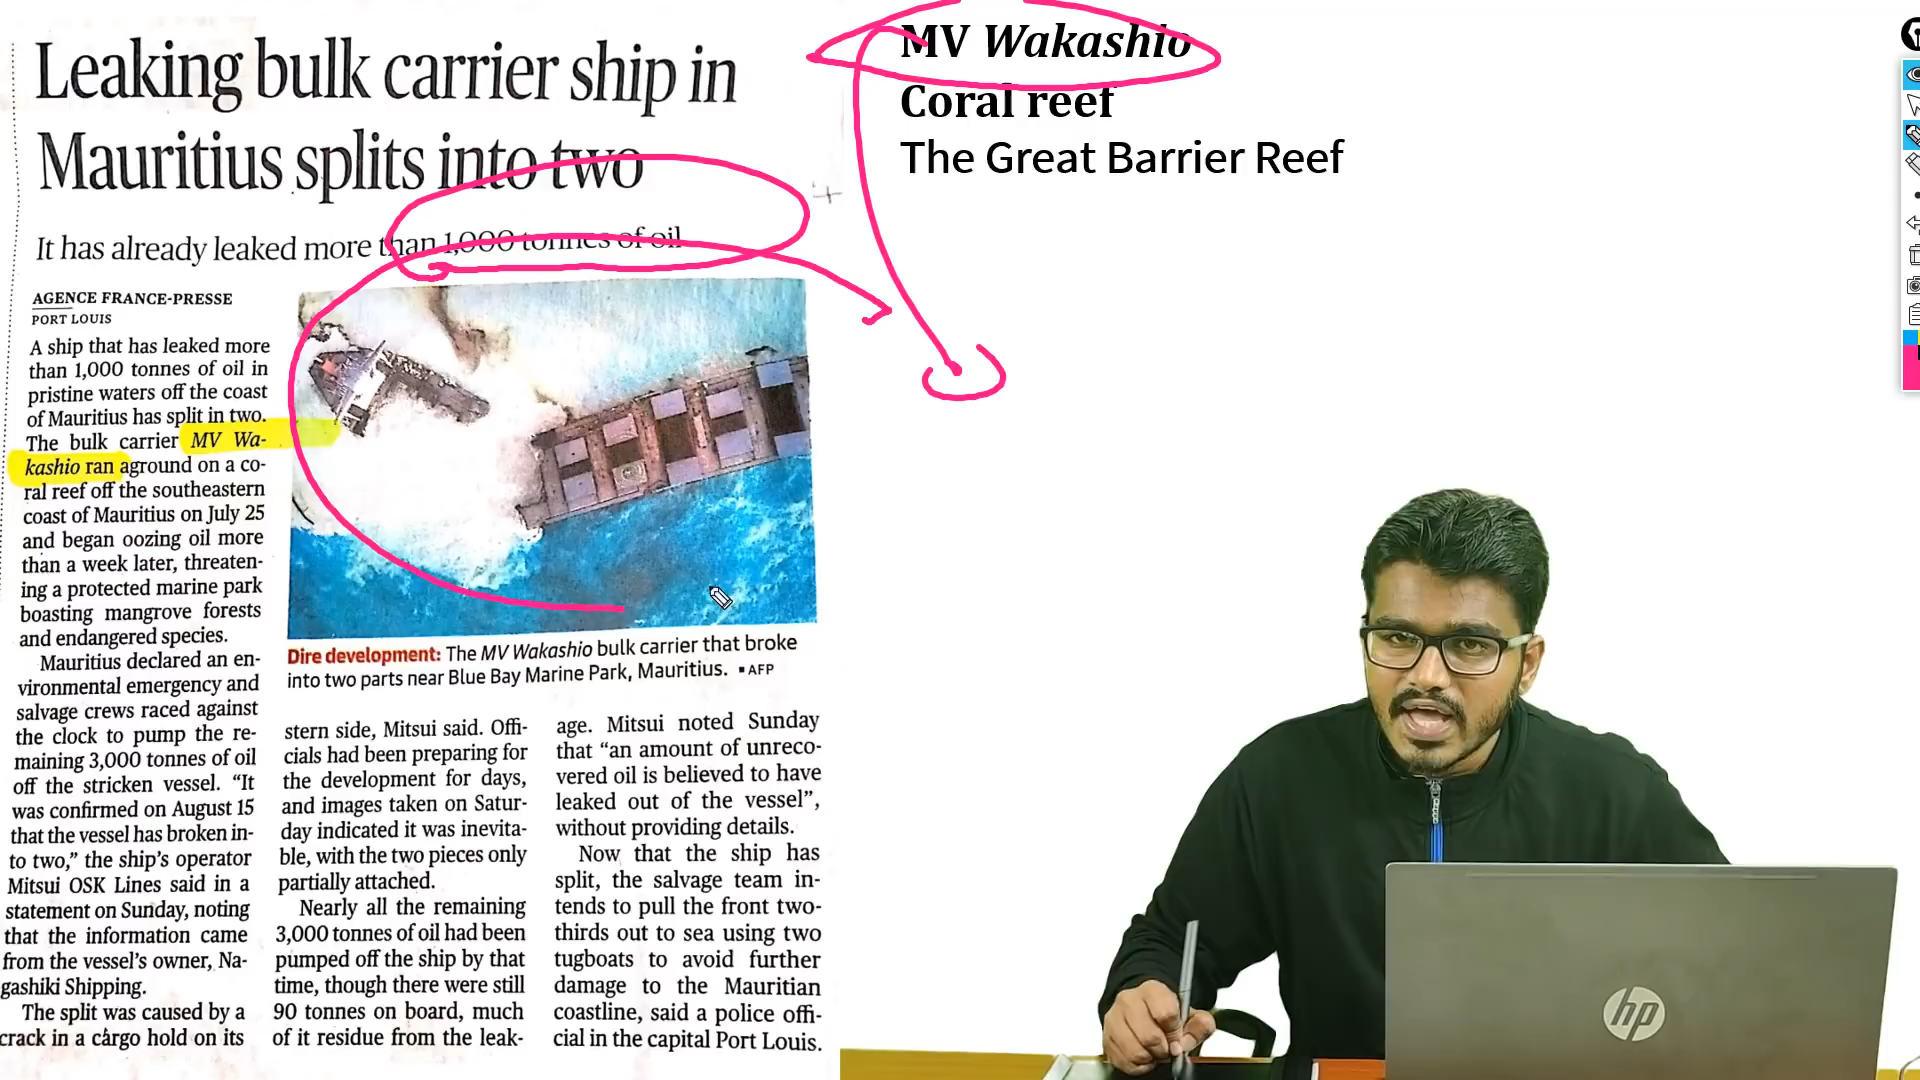 Leaking bulk carrier ship in
Mauritius splits into two
It has already leaked more than 1,000 tonnes of oil
AGENCE FRANCE-PRESSE
PORT LOUIS
A ship that has leaked more
than 1,000 tonnes of oil in
pristine waters off the coast
of Mauritius has split in two.
The bulk carrier MV Wa-
kashio ran aground on a co-
ral reef off the southeastern
coast of Mauritius on July 25
and began oozing oil more
than a week later, threaten-
ing a protected marine park
boasting mangrove forests
and endangered species.
Mauritius declared an en-
vironmental emergency and
salvage crews raced against
the clock to pump the re-
maining 3,000 tonnes of oil
off the stricken vessel. “It
was confirmed on August 15
that the vessel has broken in-
to two,” the ship’s operator
Mitsui OSK Lines said in a
statement on Sunday, noting
that the information came
from the vessel’s owner, Na-
gashiki Shipping.
The split was caused by a
crack in a cargo hold on its
Dire development: The MV Wakashio bulk carrier that broke
into two parts near Blue Bay Marine Park, Mauritius. ▪ AFP
stern side, Mitsui said. Offi-
cials had been preparing for
the development for days,
and images taken on Satur-
day indicated it was inevita-
ble, with the two pieces only
partially attached.
Nearly all the remaining
3,000 tonnes of oil had been
pumped off the ship by that
time, though there were still
90 tonnes on board, much
of it residue from the leak-
age. Mitsui noted Sunday
that “an amount of unreco-
vered oil is believed to have
leaked out of the vessel”,
without providing details.
Now that the ship has
split, the salvage team in-
tends to pull the front two-
thirds out to sea using two
tugboats to avoid further
damage to the Mauritian
coastline, said a police offi-
cial in the capital Port Louis.
MV Wakashio
Coral reef
The Great Barrier Reef
hp